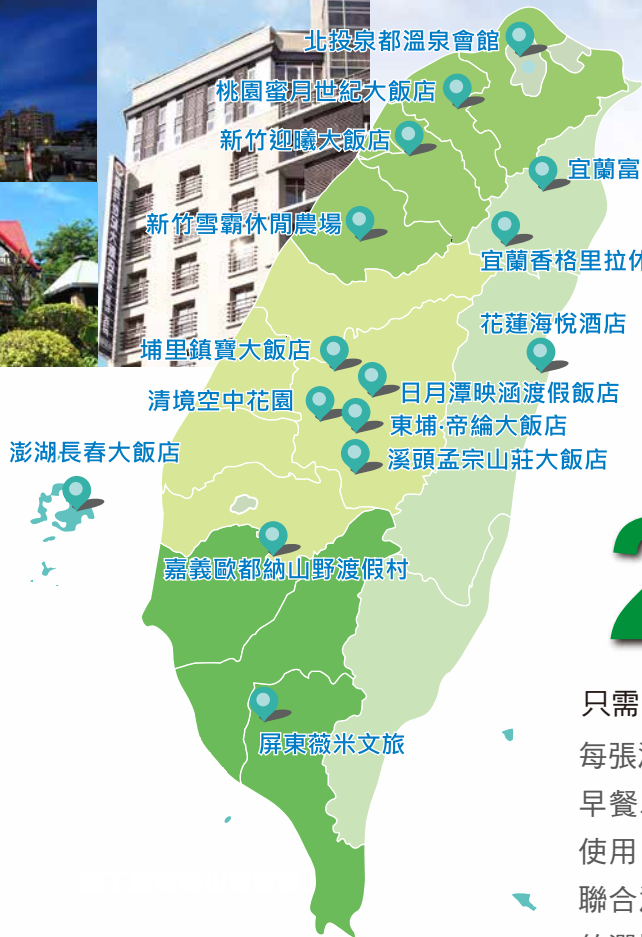 北投泉都溫泉會館
桃園蜜月世紀大飯店
新竹迎曦大飯店
宜蘭富
新竹雪霸休閒農場
宜蘭香格里拉休
花蓮海悅酒店
埔里鎮寶大飯店
日月潭映涵渡假飯店
清境空中花園
東埔‧帝綸大飯店
溪頭孟宗山莊大飯店
澎湖長春大飯店
嘉義歐都納山野渡假村
2
只需
每張
屏東薇米文旅
早餐
使用
聯合